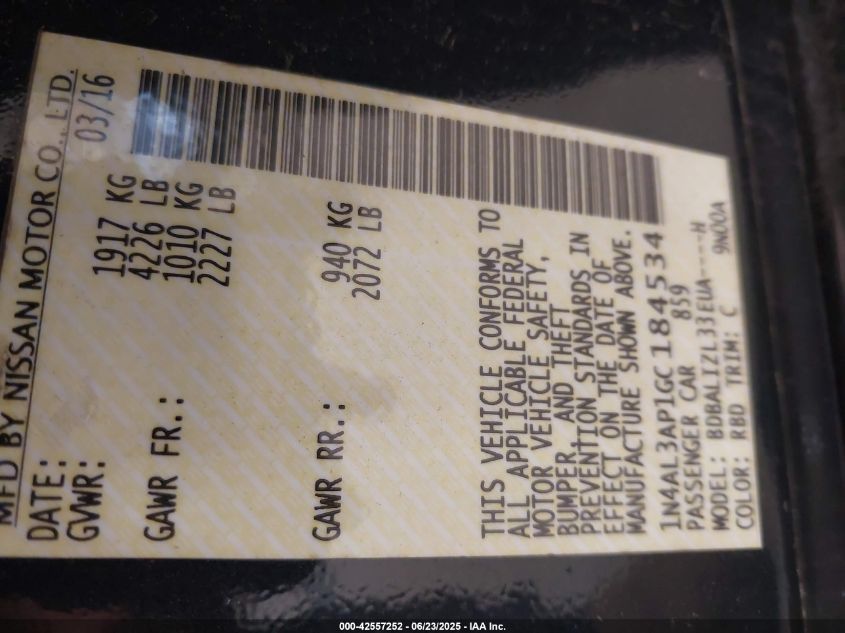 MFD BY NISSAN MOTOR CO., LTD.
DATE: 03/16
GVWR: 1917 KG
4226 LB
GAWR FR.: 1010 KG
2227 LB
GAWR RR.: 940 KG
2072 LB
THIS VEHICLE CONFORMS TO
ALL APPLICABLE FEDERAL
MOTOR VEHICLE SAFETY,
BUMPER, AND THEFT
PREVENTION STANDARDS IN
EFFECT ON THE DATE OF
MANUFACTURE SHOWN ABOVE.
1N4AL3AP1GC184534
PASSENGER CAR 859
MODEL: BDBALIZL33EUA----H
COLOR: RBD TRIM: C 9N00A
000-42557252 - 06/23/2025 - IAA Inc.